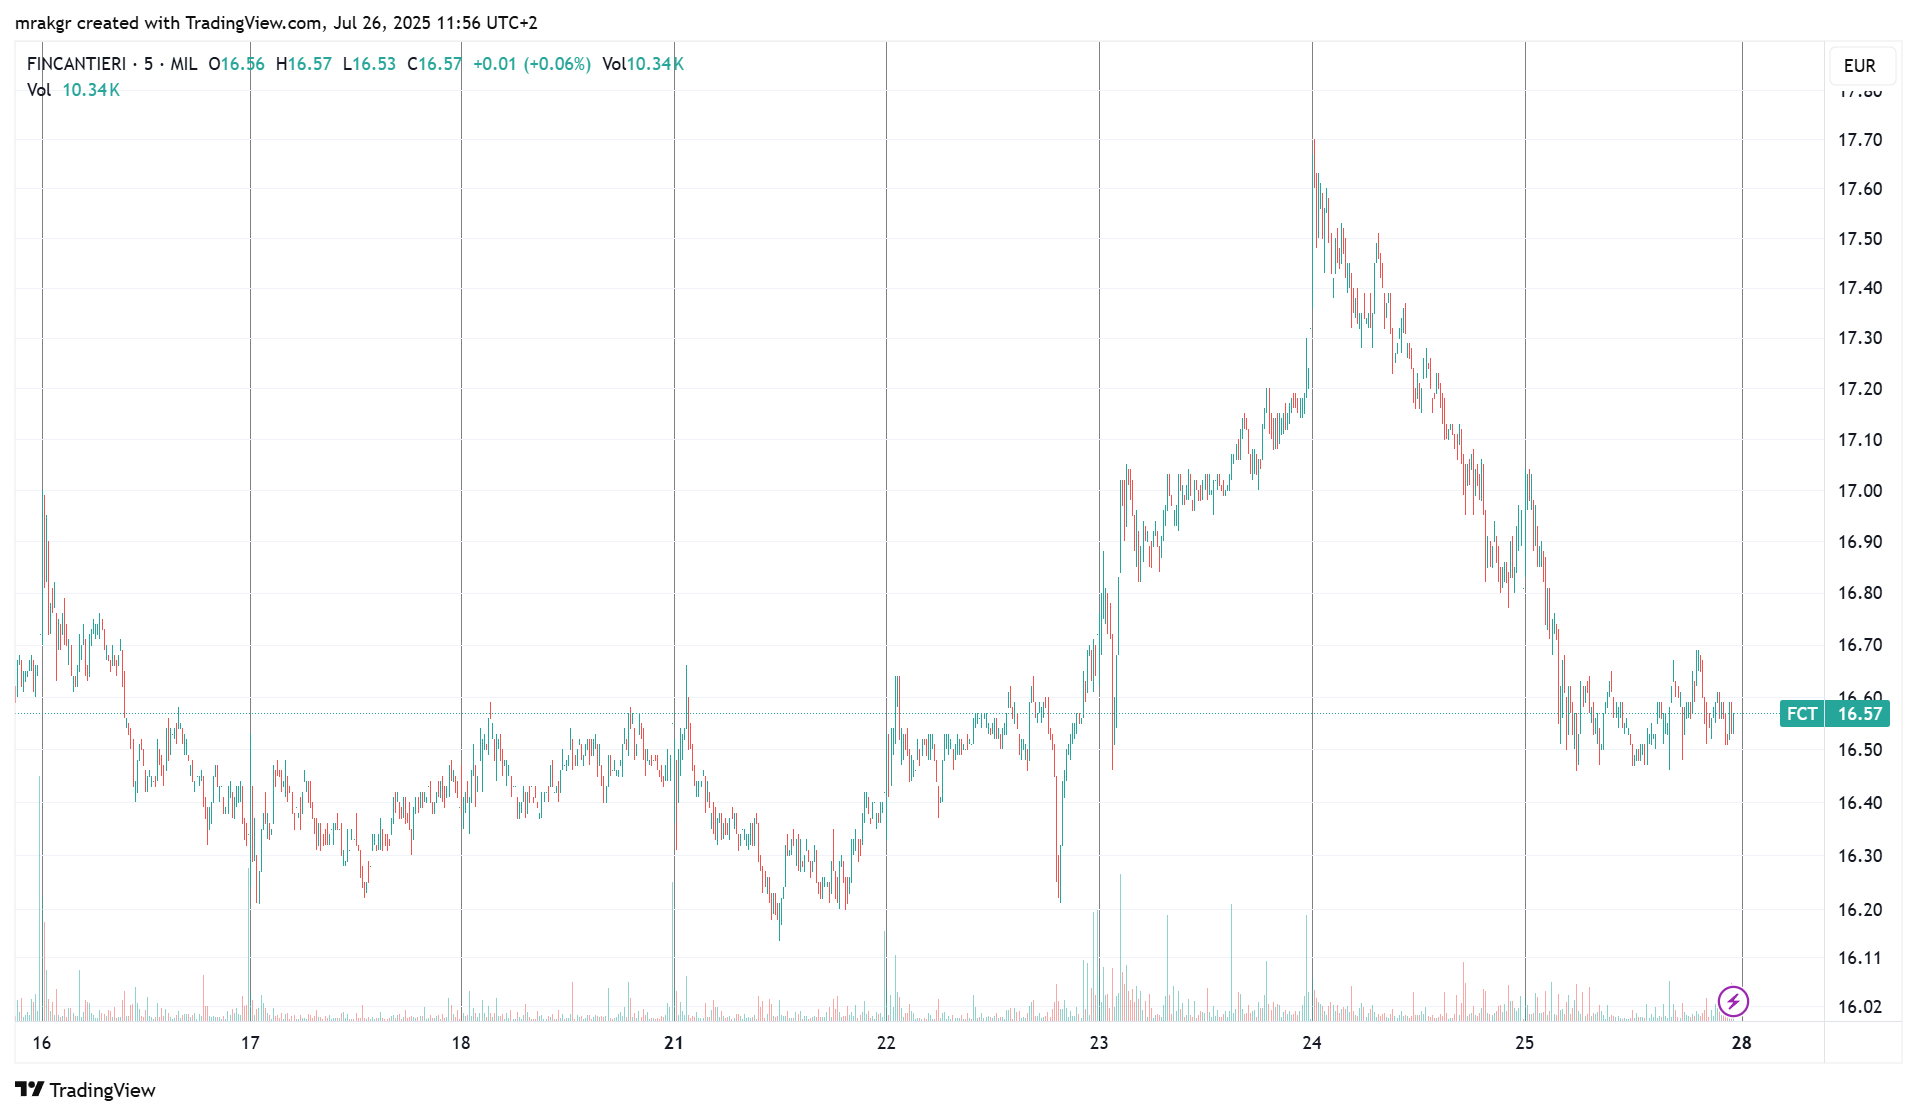 mrakgr created with TradingView.com, Jul 26, 2025 11:56 UTC+2
FINCANTIERI · 5 · MIL O16.56 H16.57 L16.53 C16.57 +0.01 (+0.06%) Vol10.34K
Vol 10.34K
EUR
17.80
17.70
17.60
17.50
17.40
17.30
17.20
17.10
17.00
16.90
16.80
16.70
16.60
FCT 16.57
16.50
16.40
16.30
16.20
16.11
16.02
16 17 18 21 22 23 24 25 28
TradingView